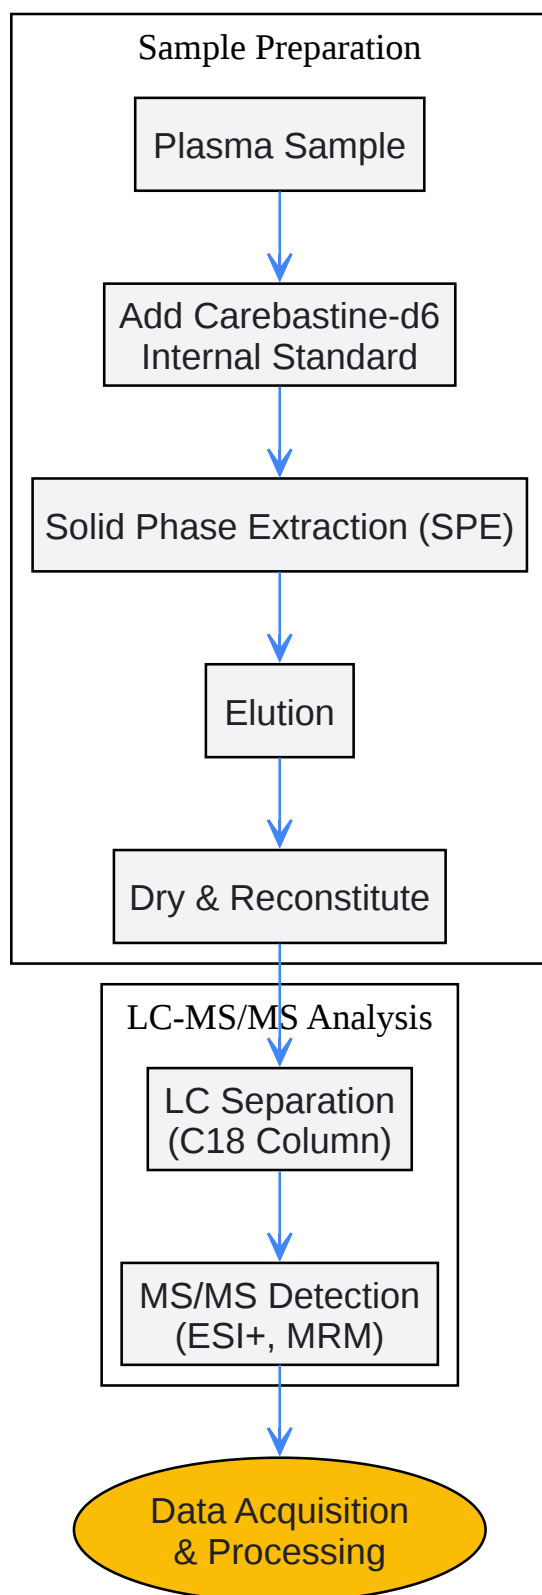 Sample Preparation
Plasma Sample
Add Carebastine-d6
Internal Standard
Solid Phase Extraction (SPE)
Elution
Dry & Reconstitute
LC-MS/MS Analysis
LC Separation
(C18 Column)
MS/MS Detection
(ESI+, MRM)
Data Acquisition
& Processing